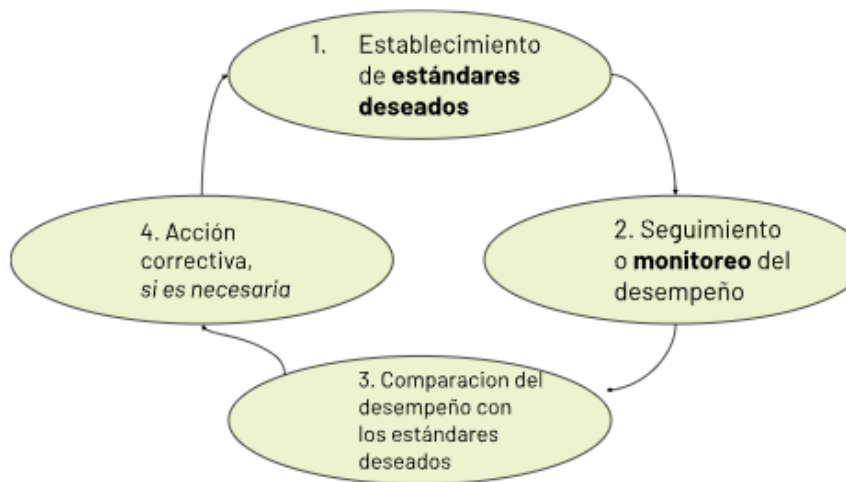 1. Establecimiento
de estándares
deseados
2. Seguimiento
o monitoreo del
desempeño
3. Comparacion del
desempeño con
los estándares
deseados
4. Acción
correctiva,
si es necesaria